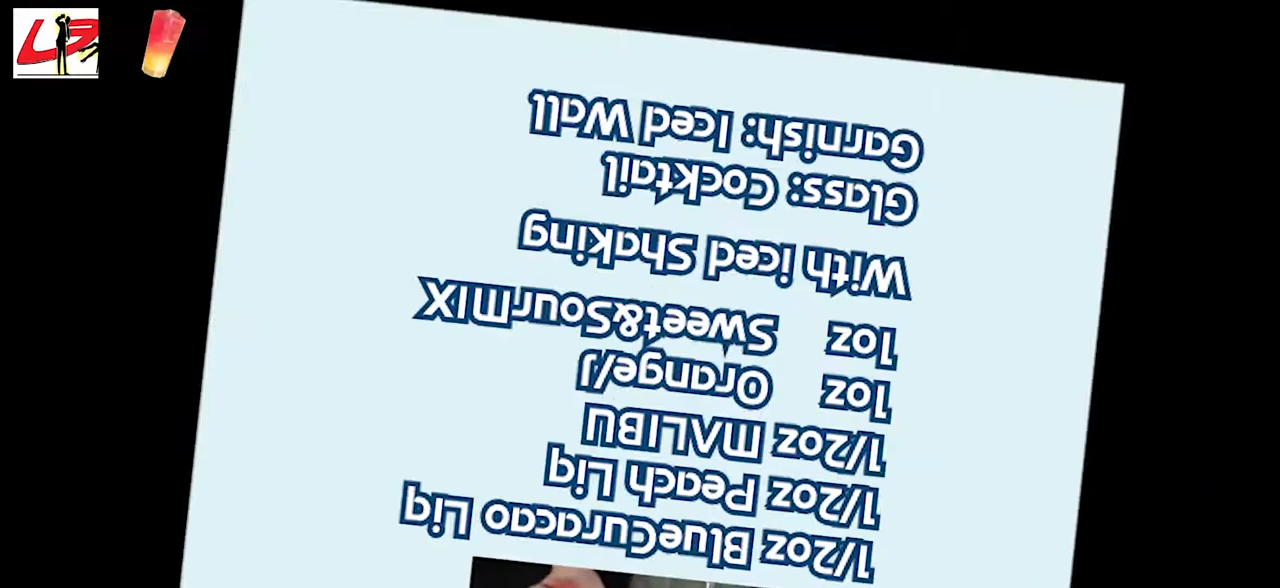 1/2oz BlueCuracao Liq
1/2oz Peach Liq
1/2oz MALIBU
1oz Orange/J
1oz Sweet&SourMIX
With iced Shaking
Glass: Cocktail
Garnish: Iced Wall